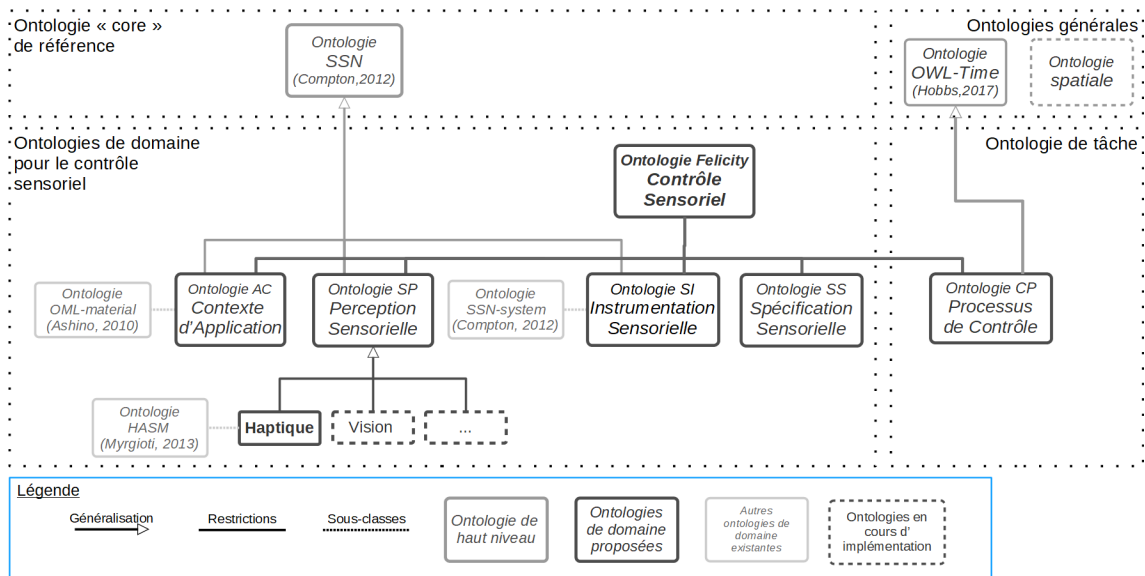 Ontologie « core »
de référence
Ontologie
SSN
(Compton,2012)
Ontologies générales
Ontologie
OWL-Time
(Hobbs,2017)
Ontologie
spatiale
Ontologies de domaine
pour le contrôle
sensoriel
Ontologie Felicity
Contrôle
Sensoriel
Ontologie de tâche
Ontologie
OML-material
(Ashino, 2010)
Ontologie AC
Contexte
d'Application
Ontologie SP
Perception
Sensorielle
Ontologie
SSN-system
(Compton, 2012)
Ontologie SI
Instrumentation
Sensorielle
Ontologie SS
Spécification
Sensorielle
Ontologie CP
Processus
de Contrôle
Ontologie
HASM
(Myrgioti, 2013)
Haptique
Vision
...
Légende
Généralisation
Restrictions
Sous-classes
Ontologie de
haut niveau
Ontologies
de domaine
proposées
Autres
ontologies de
domaine
existantes
Ontologies en
cours d'
implémentation